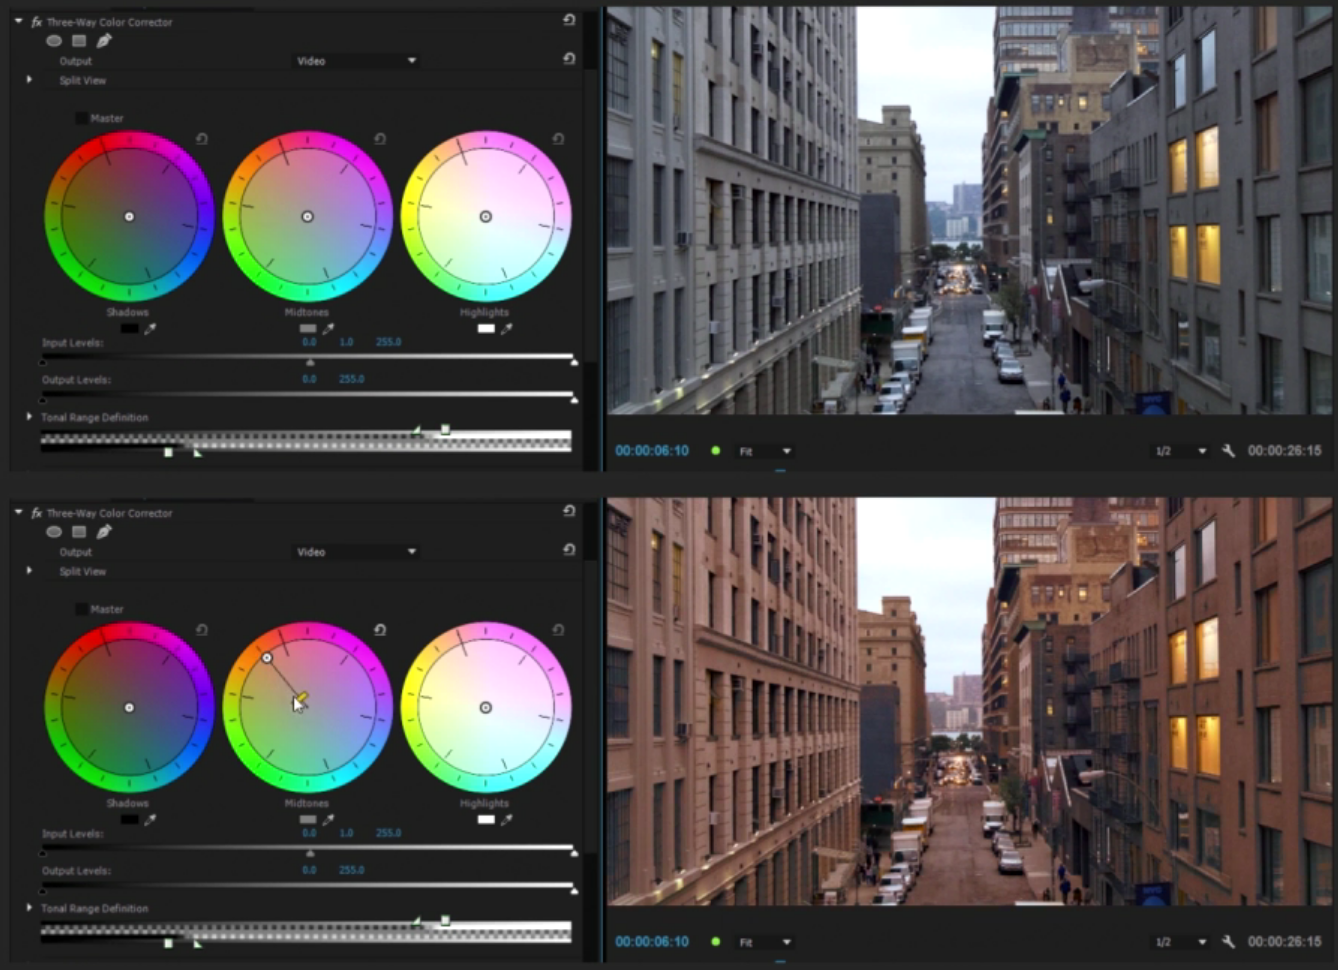 fx Three-Way Color Corrector
Output Video
Split View
Master
Shadows Midtones Highlights
Input Levels: 0.0 1.0 255.0
Output Levels: 0.0 255.0
Tonal Range Definition
00:00:06:10 Fit 1/2 00:00:26:15
fx Three-Way Color Corrector
Output Video
Split View
Master
Shadows Midtones Highlights
Input Levels: 0.0 1.0 255.0
Output Levels: 0.0 255.0
Tonal Range Definition
00:00:06:10 Fit 1/2 00:00:26:15